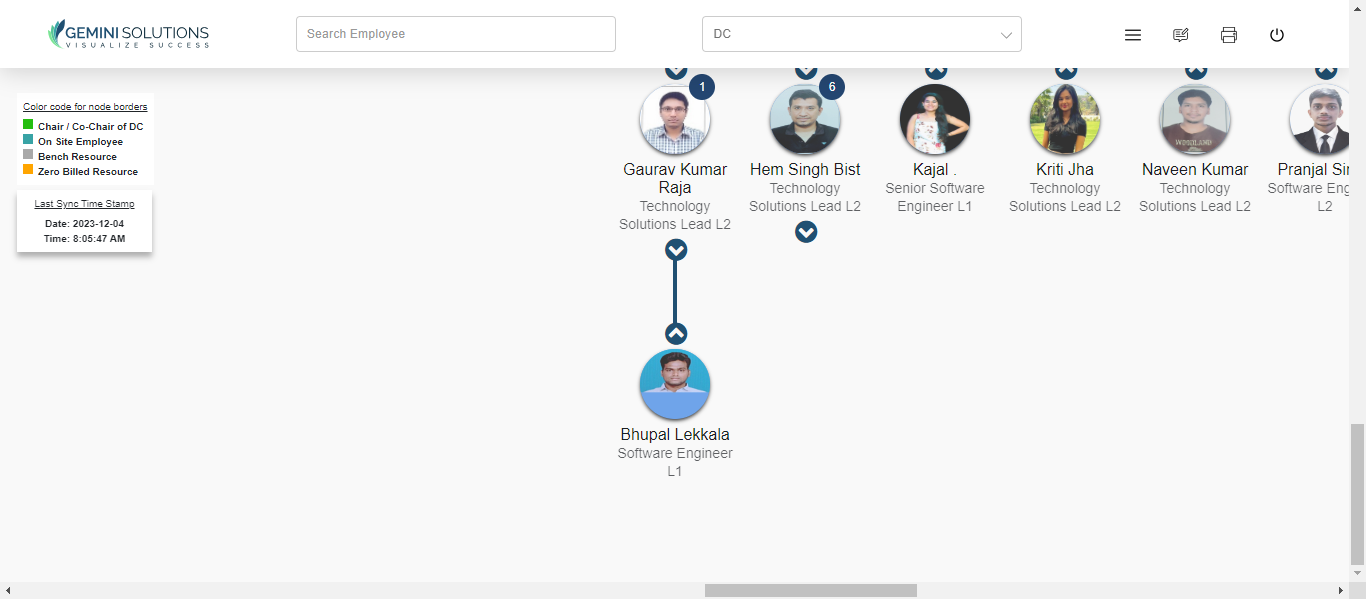 GEMINI SOLUTIONS
VISUALIZE SUCCESS
Search Employee
DC
Color code for node borders
Chair / Co-Chair of DC
On Site Employee
Bench Resource
Zero Billed Resource
Last Sync Time Stamp
Date: 2023-12-04
Time: 8:05:47 AM
1
Gaurav Kumar
Raja
Technology
Solutions Lead L2
6
Hem Singh Bist
Technology
Solutions Lead L2
Kajal .
Senior Software
Engineer L1
Kriti Jha
Technology
Solutions Lead L2
WOODLAND
Naveen Kumar
Technology
Solutions Lead L2
Pranjal Sin
Software Eng
L2
Bhupal Lekkala
Software Engineer
L1